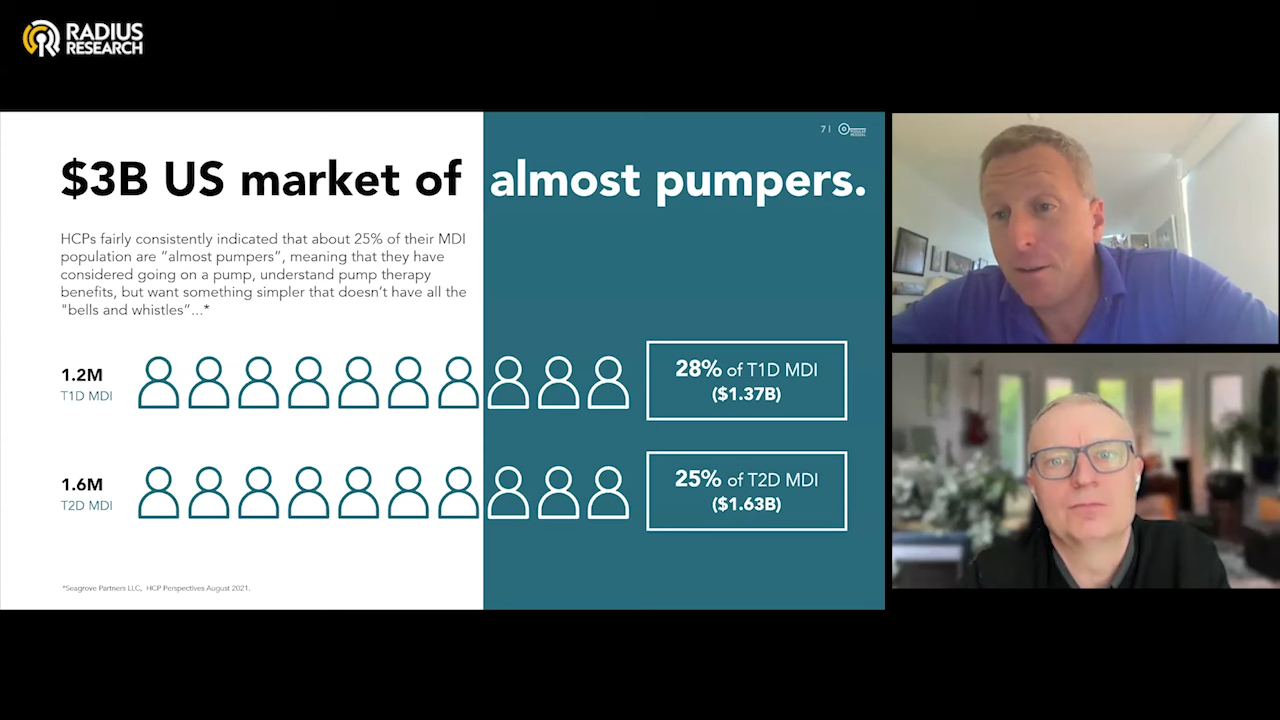 RADIUS
RESEARCH
7 |
$3B US market of almost pumpers.
HCPs fairly consistently indicated that about 25% of their MDI
population are “almost pumpers”, meaning that they have
considered going on a pump, understand pump therapy
benefits, but want something simpler that doesn’t have all the
"bells and whistles”...*
1.2M
T1D MDI
28% of T1D MDI
($1.37B)
1.6M
T2D MDI
25% of T2D MDI
($1.63B)
*Seagrove Partners LLC, HCP Perspectives August 2021.